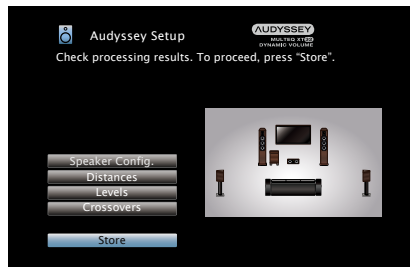 Audyssey Setup
AUDYSSEY
MULTEQ XT32
DYNAMIC VOLUME
Check processing results. To proceed, press “Store”.
Speaker Config.
Distances
Levels
Crossovers
Store